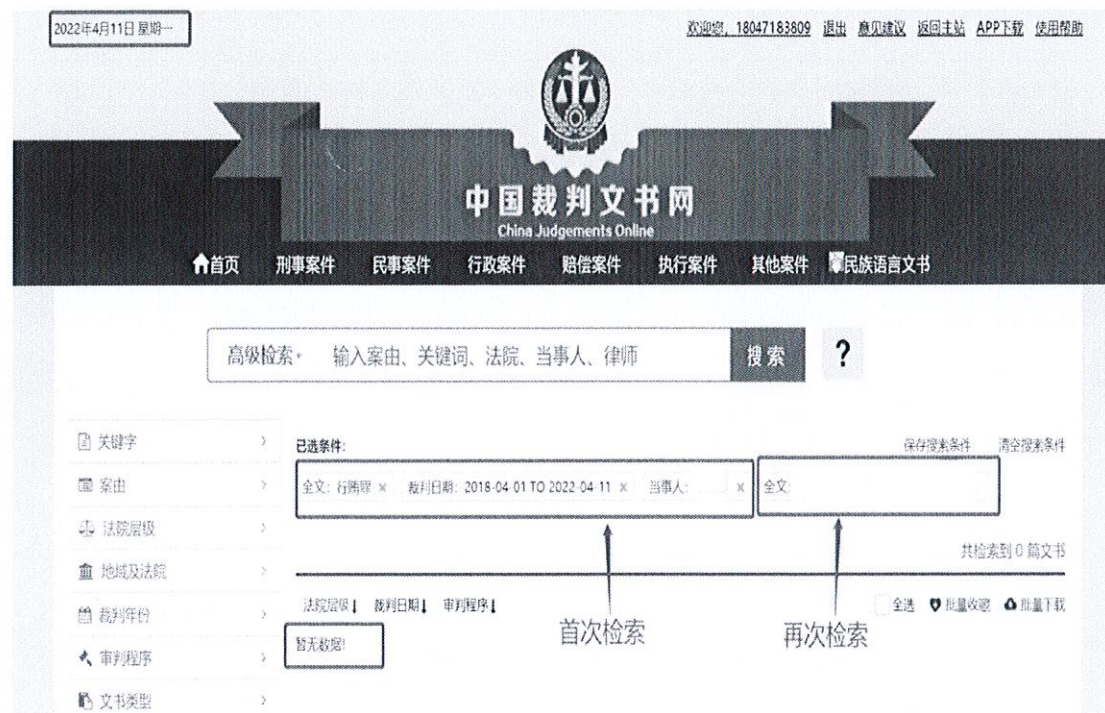 2022年4月11日 星期一
欢迎您，18047183809 退出 意见建议 返回主站 APP下载 使用帮助
中国裁判文书网
China Judgements Online
首页 刑事案件 民事案件 行政案件 赔偿案件 执行案件 其他案件 民族语言文书
高级检索 输入案由、关键词、法院、当事人、律师 搜索 ?
关键字
已选条件:
保存搜索条件 清空搜索条件
案由
全文: 行贿罪 × 裁判日期: 2018-04-01 TO 2022-04-11 × 当事人: × 全文:
法院层级
共检索到 0 篇文书
地域及法院
裁判年份
法院层级 裁判日期 审判程序
全选 批量收藏 批量下载
首次检索 再次检索
暂无数据!
审判程序
文书类型